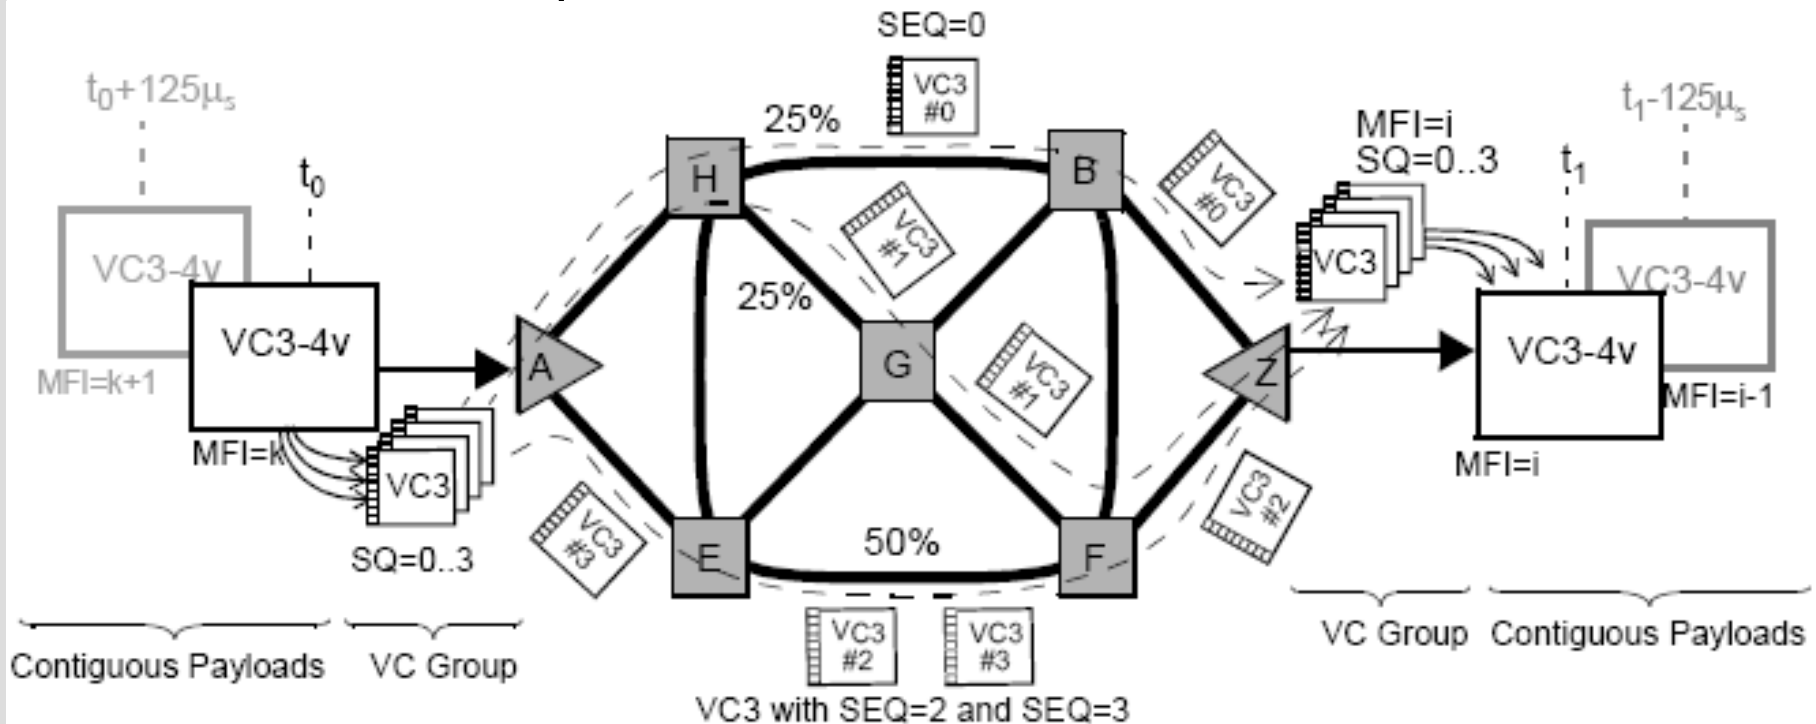 SEQ=0
VC3
#0
t0+125μs
t0
VC3-4v
MFI=k+1
VC3-4v
MFI=k
VC3
SQ=0..3
Contiguous Payloads
VC Group
A
H
B
G
E
F
Z
25%
25%
50%
VC3
#1
VC3
#1
VC3
#0
VC3
#3
VC3
#2
VC3
#2
VC3
#3
VC3 with SEQ=2 and SEQ=3
MFI=i
SQ=0..3
VC3
t1
t1-125μs
VC3-4v
VC3-4v
MFI=i-1
MFI=i
VC Group
Contiguous Payloads